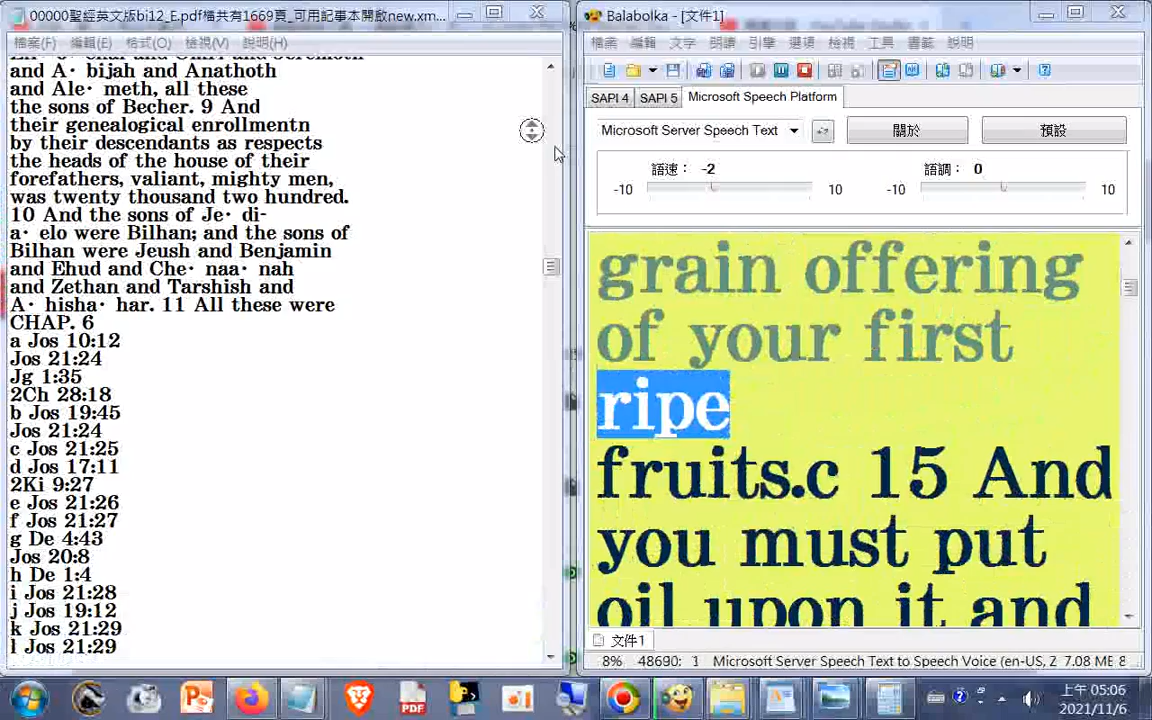 00000聖經英文版bi12_E.pdf檔共有1669頁_可用記事本開啟new.xm...
檔案(F) 編輯(E) 格式(O) 檢視(V) 說明(H)
and A· bijah and Anathoth
and Ale· meth, all these
the sons of Becher. 9 And
their genealogical enrollmentn
by their descendants as respects
the heads of the house of their
forefathers, valiant, mighty men,
was twenty thousand two hundred.
10 And the sons of Je· di-
a· elo were Bilhan; and the sons of
Bilhan were Jeush and Benjamin
and Ehud and Che· naa· nah
and Zethan and Tarshish and
A· hisha· har. 11 All these were
CHAP. 6
a Jos 10:12
Jos 21:24
Jg 1:35
2Ch 28:18
b Jos 19:45
Jos 21:24
c Jos 21:25
d Jos 17:11
2Ki 9:27
e Jos 21:26
f Jos 21:27
g De 4:43
Jos 20:8
h De 1:4
i Jos 21:28
j Jos 19:12
k Jos 21:29
l Jos 21:29
Balabolka - [文件1]
檔案 編輯 文字 朗讀 引擎 選項 檢視 工具 書籤 說明
SAPI 4 SAPI 5 Microsoft Speech Platform
Microsoft Server Speech Text 關於 預設
語速： -2 語調： 0
-10 10 -10 10
grain offering
of your first
ripe
fruits.c 15 And
you must put
oil upon it and
文件1
8% 48690: 1 Microsoft Server Speech Text to Speech Voice (en-US, 2 7.08 MB 8
上午 05:06
2021/11/6